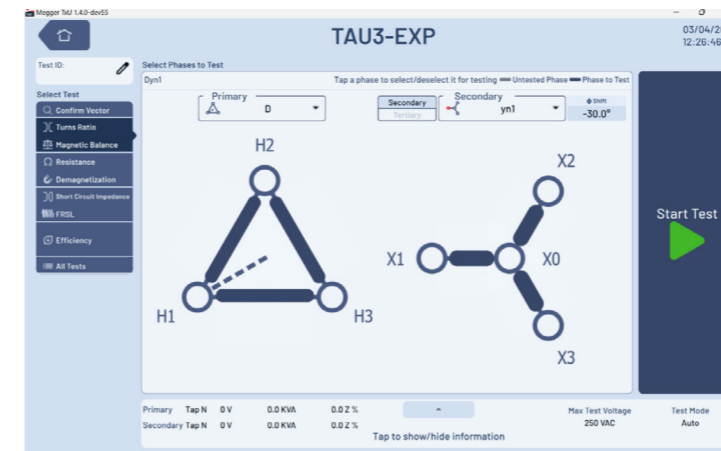 Megger TxU 1.4.0-dev55
TAU3-EXP
03/04/2
12:26:46
Test ID:
Select Test
Confirm Vector
Turns Ratio
Magnetic Balance
Resistance
Demagnetization
Short Circuit Impedance
FRSL
Efficiency
All Tests
Select Phases to Test
Dyn1 Tap a phase to select/deselect it for testing Untested Phase Phase to Test
Primary
D
Secondary
Tertiary
Secondary
yn1
ϕ Shift
-30.0°
H2
H1
H3
X2
X1
X0
X3
Start Test
Primary Tap N 0 V 0.0 KVA 0.0 Z %
Secondary Tap N 0 V 0.0 KVA 0.0 Z %
Tap to show/hide information
Max Test Voltage
250 VAC
Test Mode
Auto